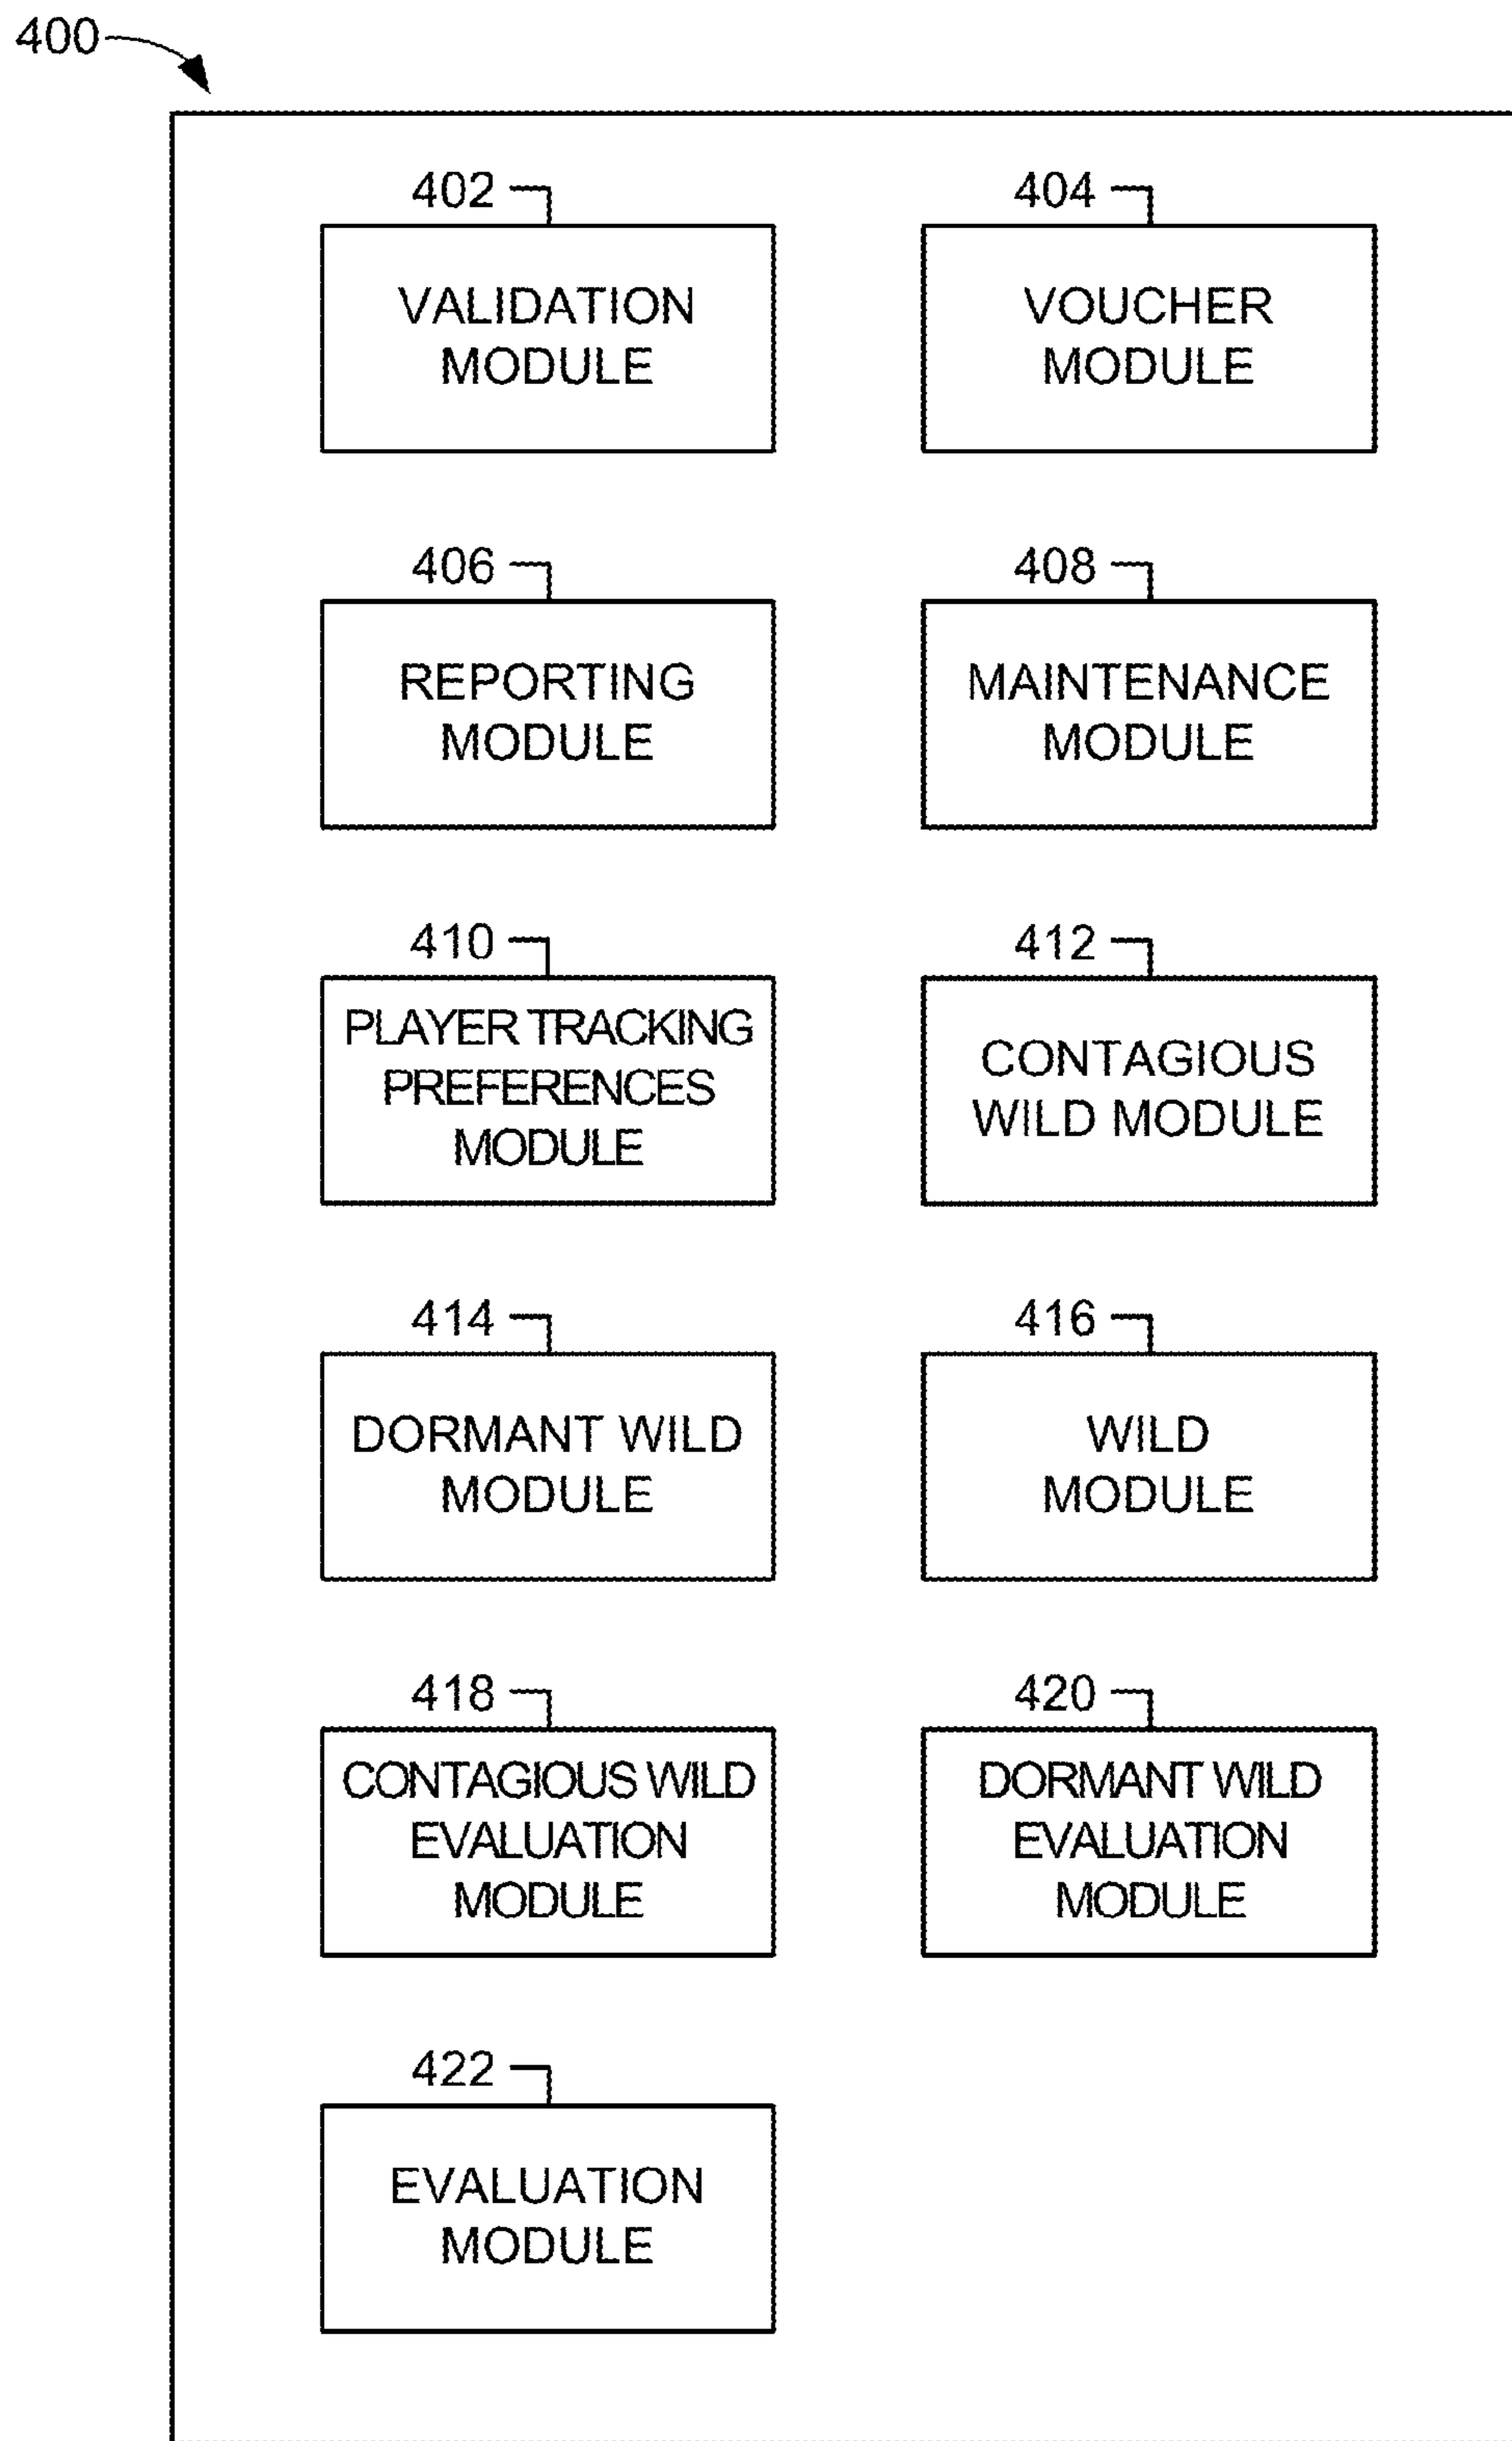 400
402
404
VALIDATION
MODULE
VOUCHER
MODULE
406
408
REPORTING
MODULE
MAINTENANCE
MODULE
410
412
PLAYER TRACKING
PREFERENCES
MODULE
CONTAGIOUS
WILD MODULE
414
416
DORMANT WILD
MODULE
WILD
MODULE
418
420
CONTAGIOUS WILD
EVALUATION
MODULE
DORMANT WILD
EVALUATION
MODULE
422
EVALUATION
MODULE